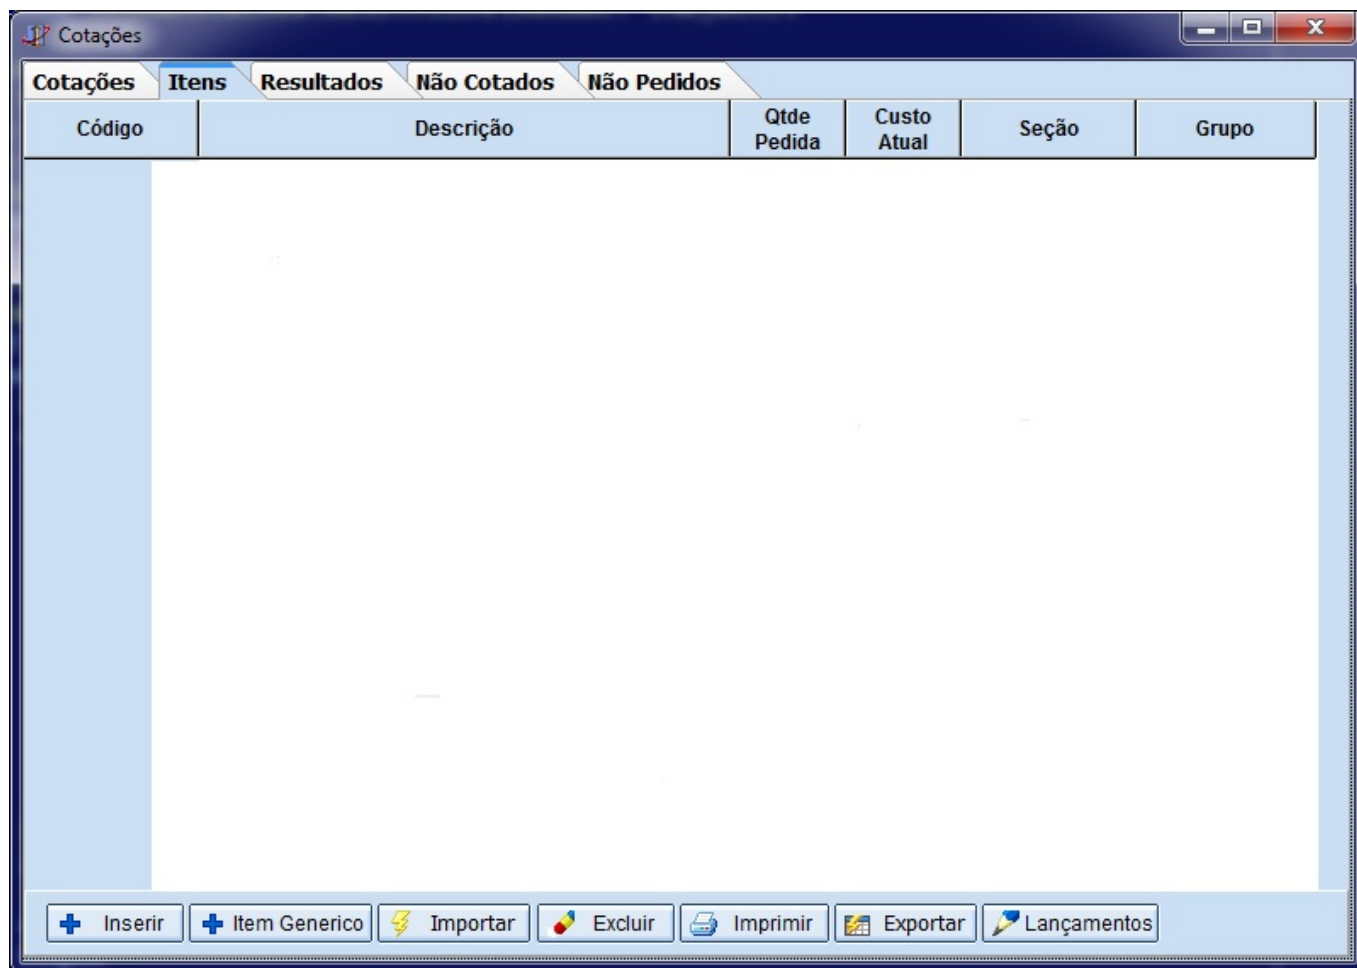 Cotações
Cotações Itens Resultados Não Cotados Não Pedidos
Código Descrição Qtde Pedida Custo Atual Seção Grupo
Inserir Item Generico Importar Excluir Imprimir Exportar Lançamentos